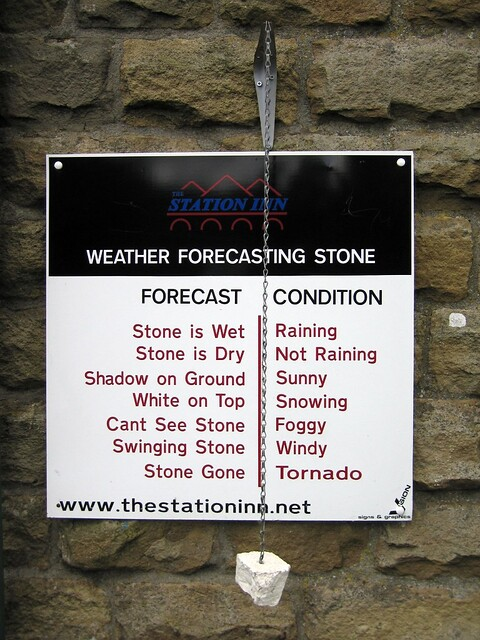 THE
STATION INN
WEATHER FORECASTING STONE
FORECAST CONDITION
Stone is Wet Raining
Stone is Dry Not Raining
Shadow on Ground Sunny
White on Top Snowing
Cant See Stone Foggy
Swinging Stone Windy
Stone Gone Tornado
www.thestationinn.net
signs & graphics